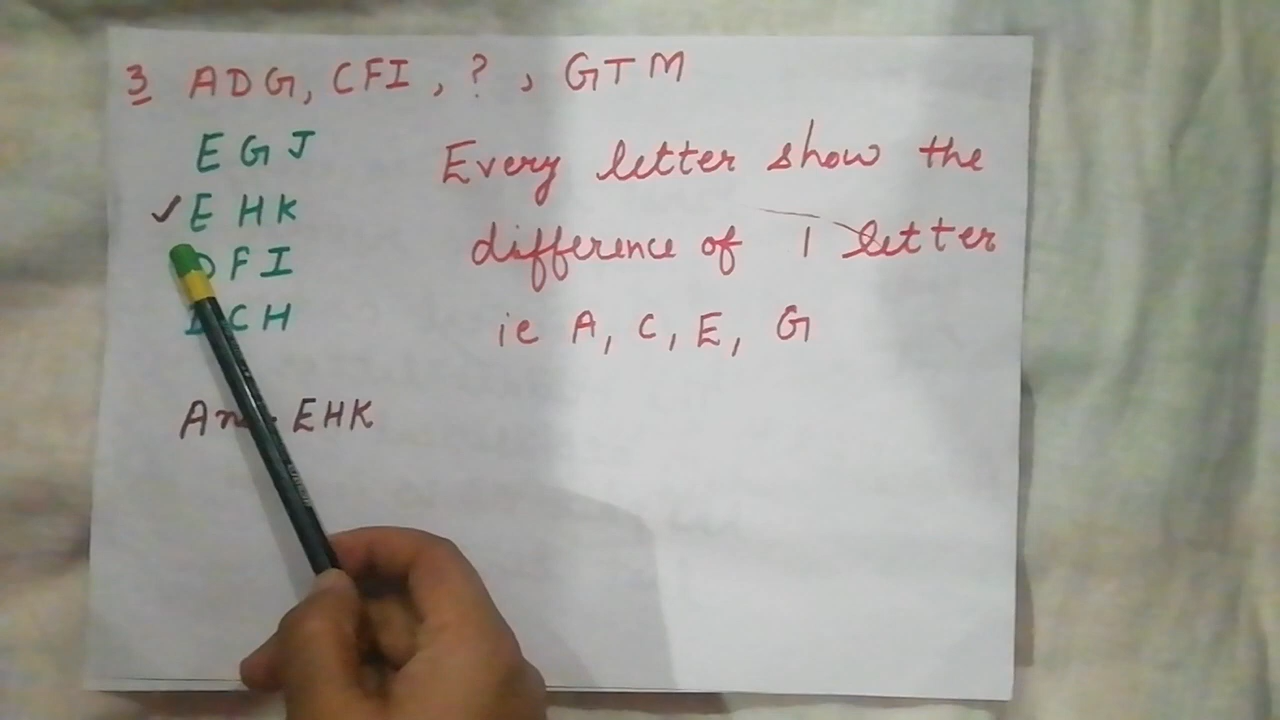 3 ADG, CFI, ?, GTM
EGJ
✓ EHK
FI
CH
EHK
Every letter show the
difference of 1 letter
ie A, C, E, G